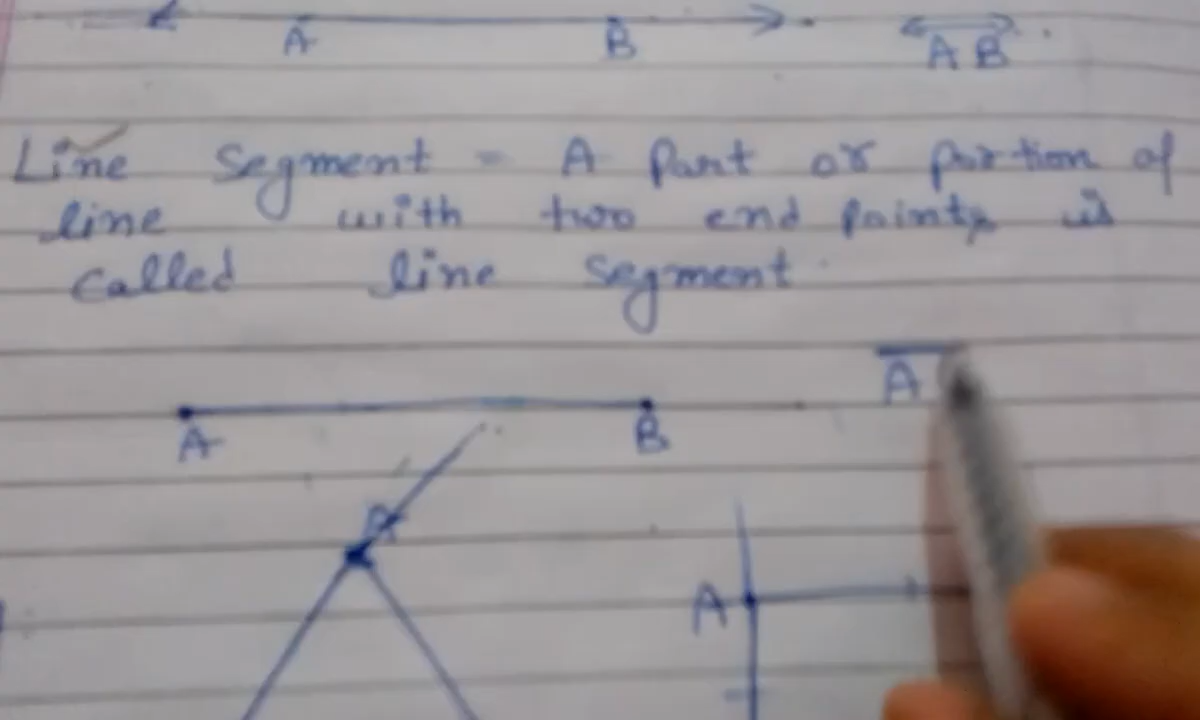 A B AB
Line Segment = A Part or portion of
line with two end points is
called line segment.
A
A B
A
A